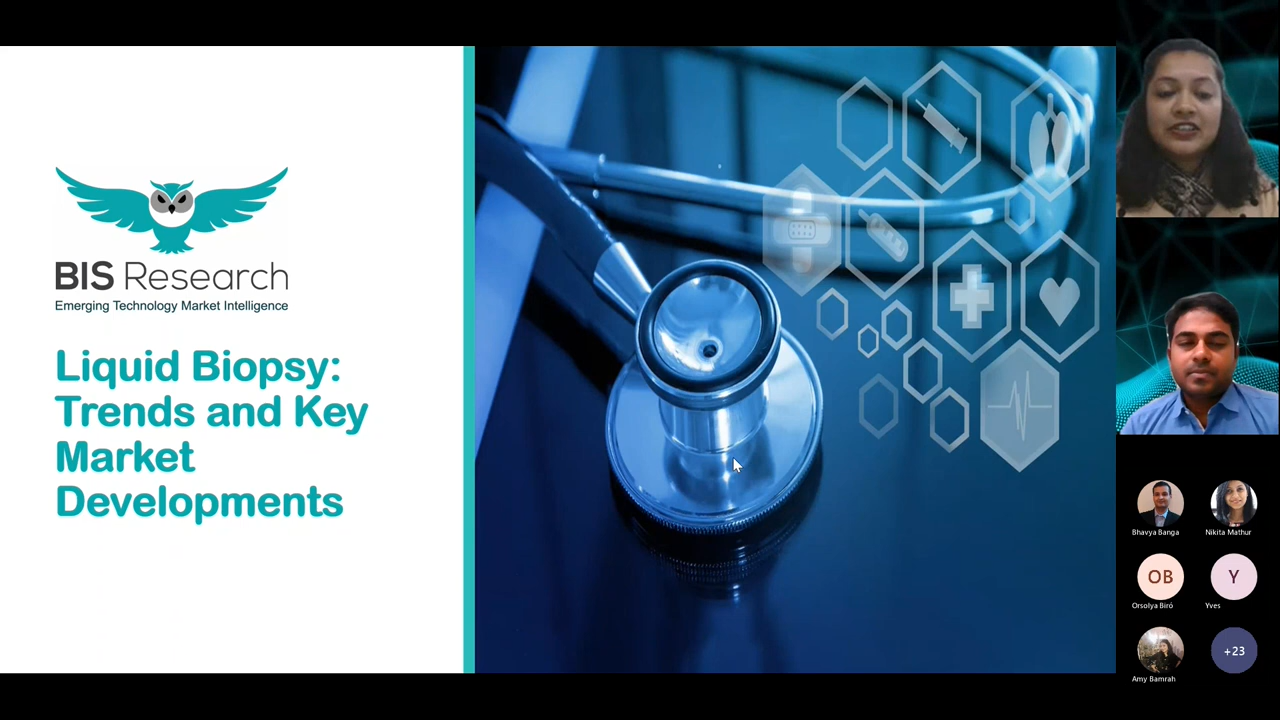 BIS Research
Emerging Technology Market Intelligence
Liquid Biopsy:
Trends and Key
Market
Developments
Bhavya Banga
Nikita Mathur
OB
Orsolya Biró
Y
Yves
Amy Bamrah
+23